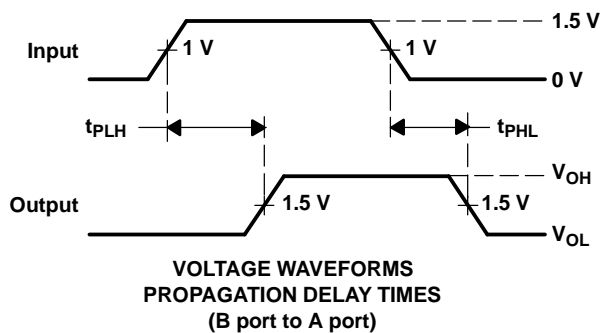 1.5 V
Input
1 V
1 V
0 V
tPLH
tPHL
VOH
Output
1.5 V
1.5 V
VOL
VOLTAGE WAVEFORMS
PROPAGATION DELAY TIMES
(B port to A port)